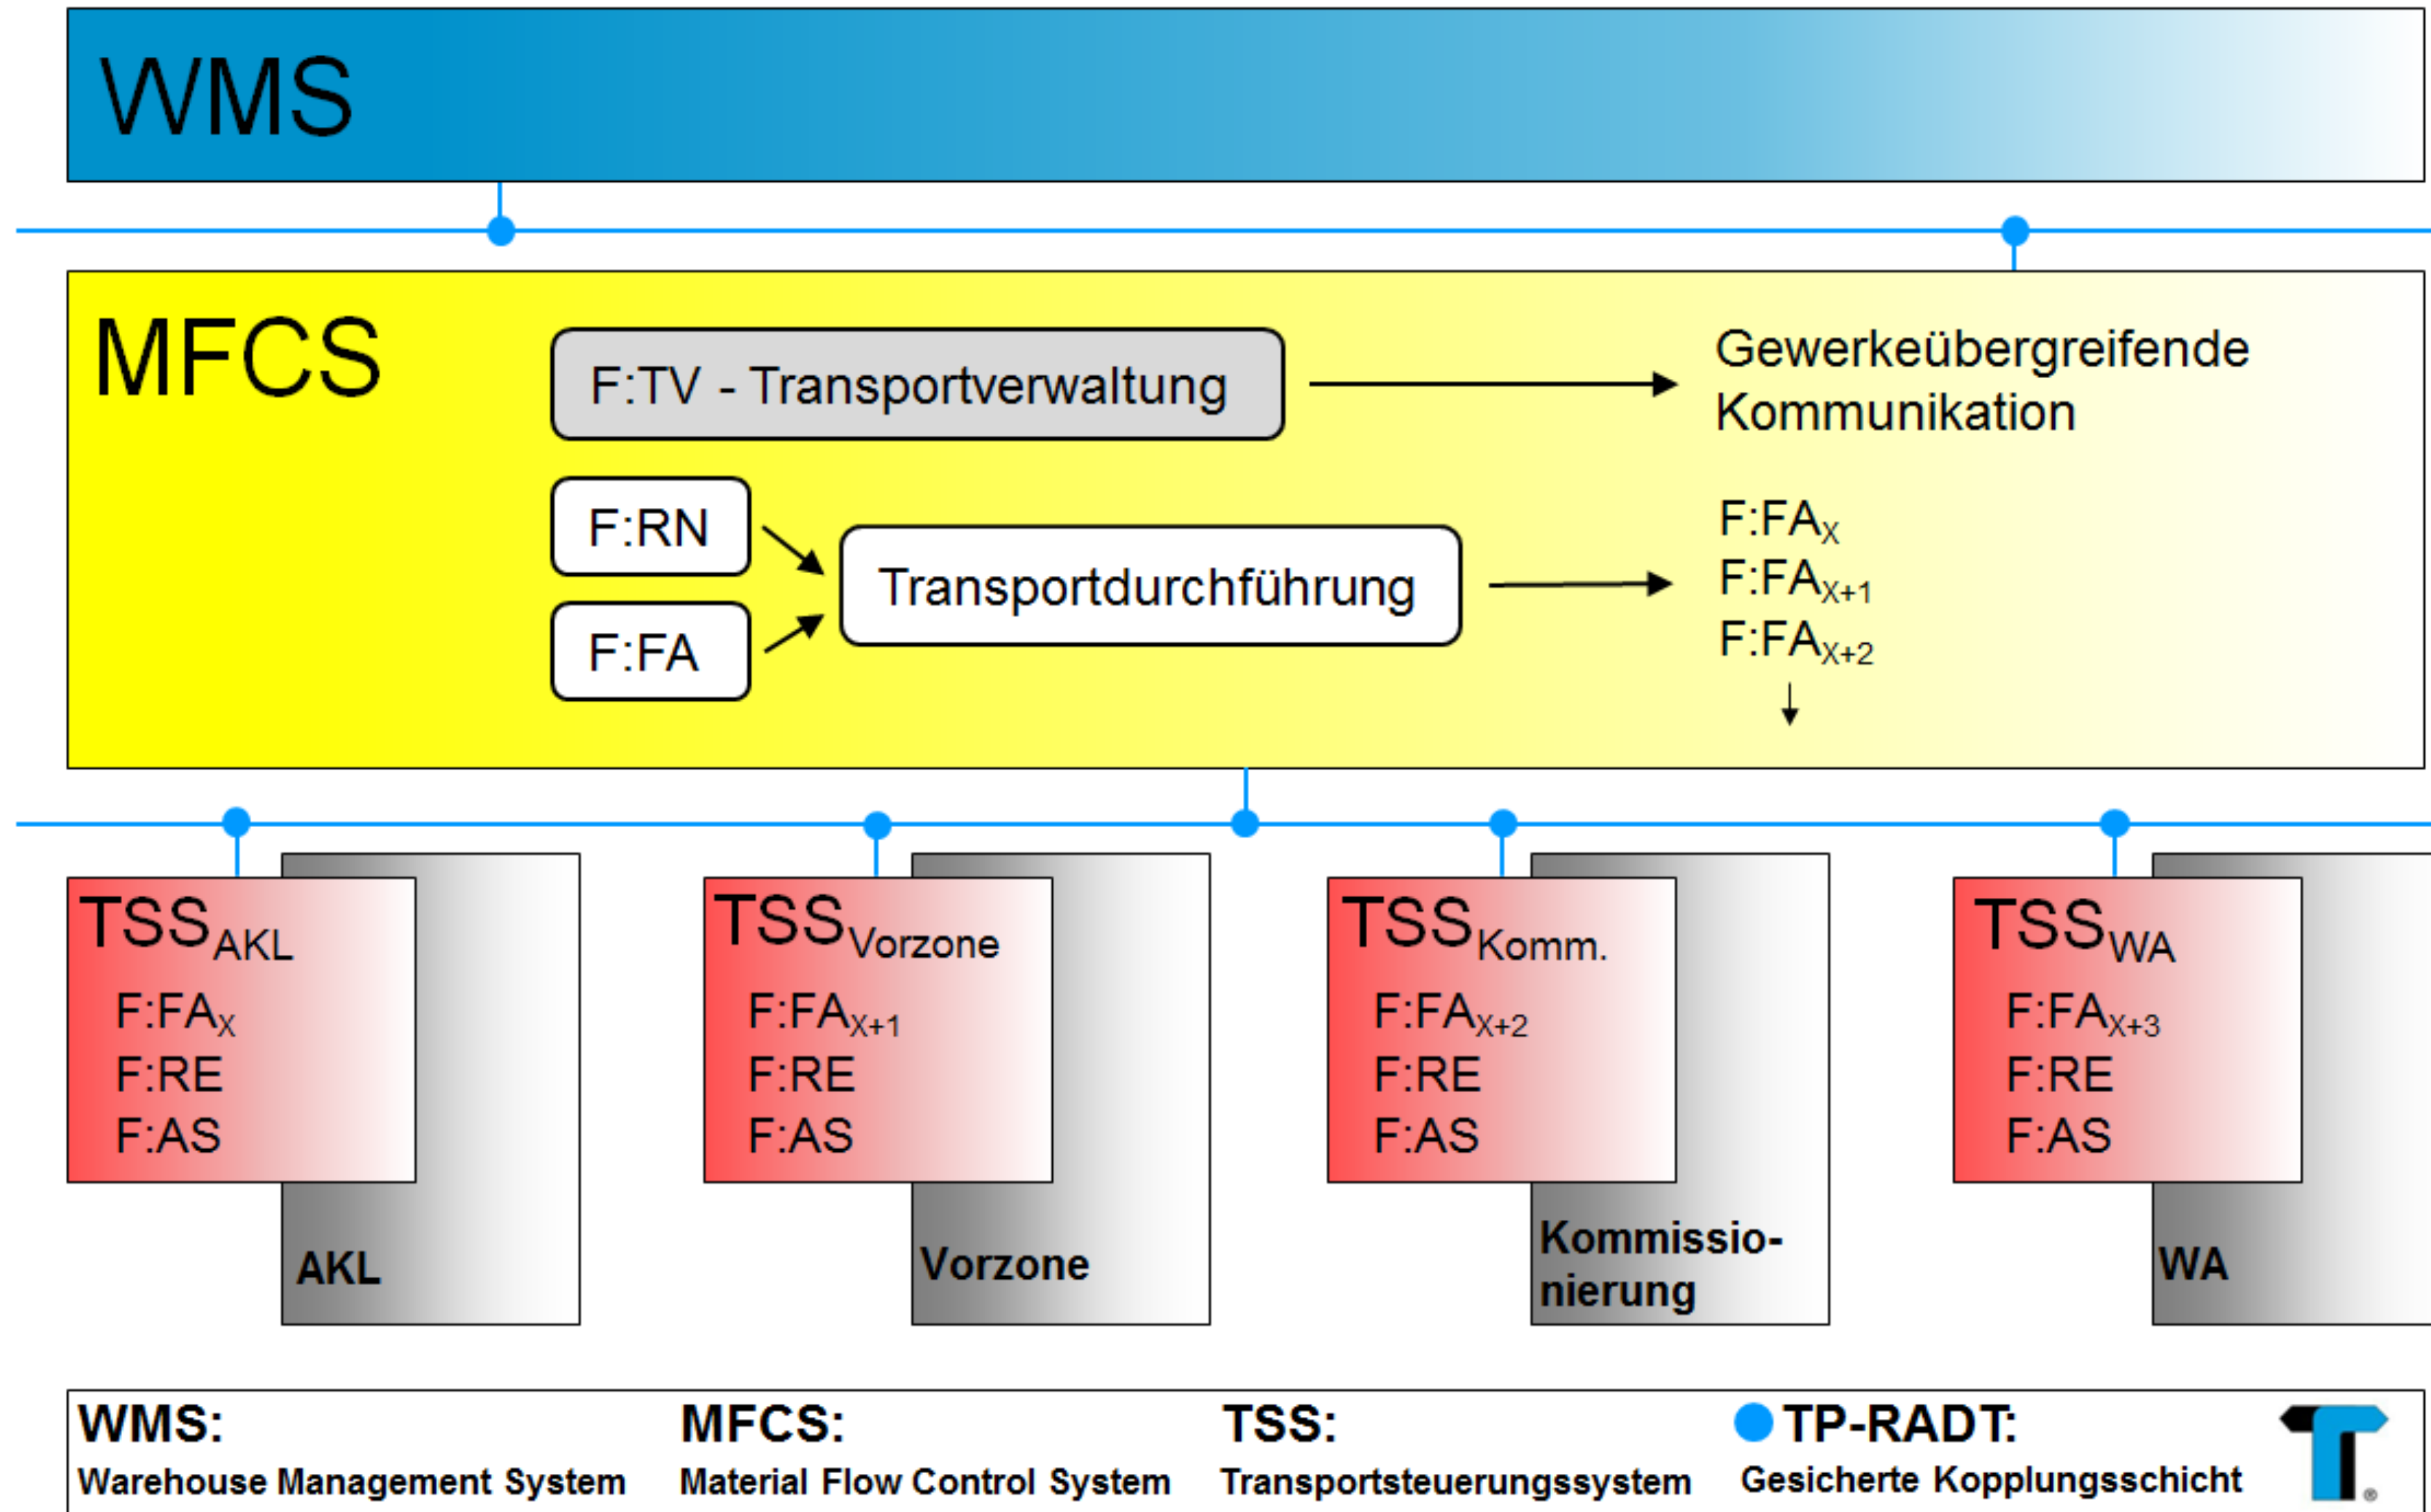 WMS
MFCS
F:TV - Transportverwaltung
Gewerkeübergreifende
Kommunikation
F:RN
F:FA
Transportdurchführung
F:FAX
F:FAX+1
F:FAX+2
TSSAKL
F:FAX
F:RE
F:AS
AKL
TSSVorzone
F:FAX+1
F:RE
F:AS
Vorzone
TSSKomm.
F:FAX+2
F:RE
F:AS
Kommissio-
nierung
TSSWA
F:FAX+3
F:RE
F:AS
WA
WMS:
Warehouse Management System
MFCS:
Material Flow Control System
TSS:
Transportsteuerungssystem
TP-RADT:
Gesicherte Kopplungsschicht
®